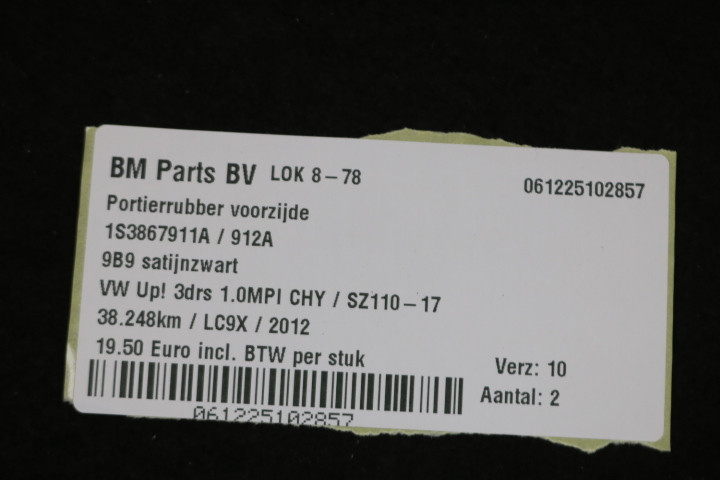 BM Parts BV LOK 8-78 061225102857
Portierrubber voorzijde
1S3867911A / 912A
9B9 satijnzwart
VW Up! 3drs 1.0MPI CHY / SZ110-17
38.248km / LC9X / 2012
19.50 Euro incl. BTW per stuk
Verz: 10
Aantal: 2
061225102857